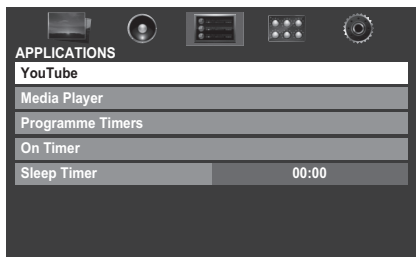 APPLICATIONS
YouTube
Media Player
Programme Timers
On Timer
Sleep Timer 00:00